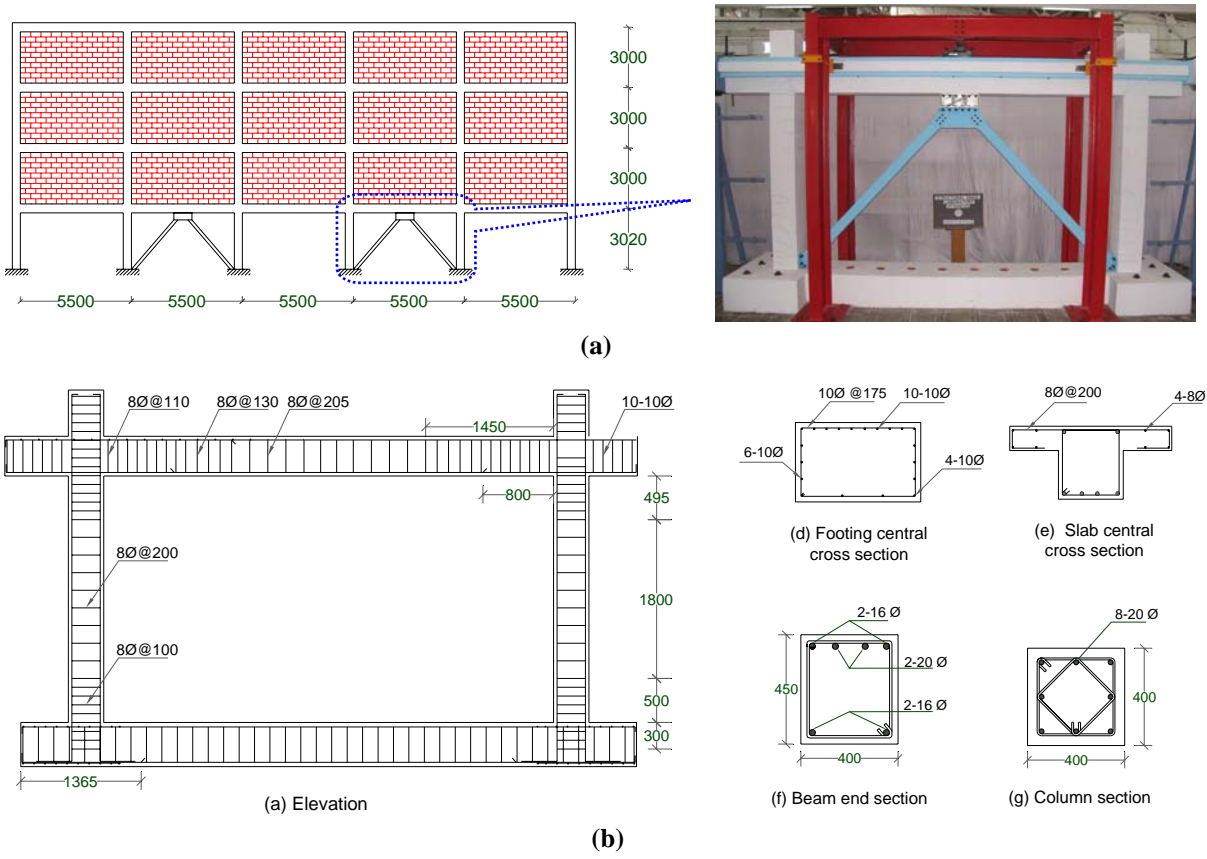 3000
3000
3000
3020
5500 5500 5500 5500 5500
(a)
8Ø@110 8Ø@130 8Ø@205 10-10Ø
1450
800
495
8Ø@200
1800
8Ø@100
500
300
1365
(a) Elevation
10Ø @175 10-10Ø
6-10Ø
4-10Ø
(d) Footing central
cross section
8Ø@200 4-8Ø
(e) Slab central
cross section
2-16 Ø
2-20 Ø
2-16 Ø
450
400
(f) Beam end section
8-20 Ø
400
400
(g) Column section
(b)